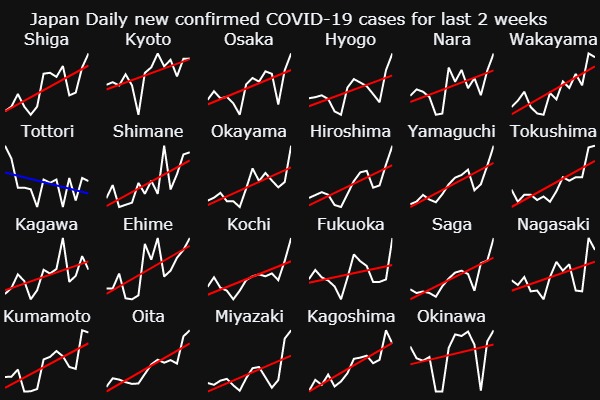 Japan Daily new confirmed COVID-19 cases for last 2 weeks
Shiga Kyoto Osaka Hyogo Nara Wakayama
Tottori Shimane Okayama Hiroshima Yamaguchi Tokushima
Kagawa Ehime Kochi Fukuoka Saga Nagasaki
Kumamoto Oita Miyazaki Kagoshima Okinawa